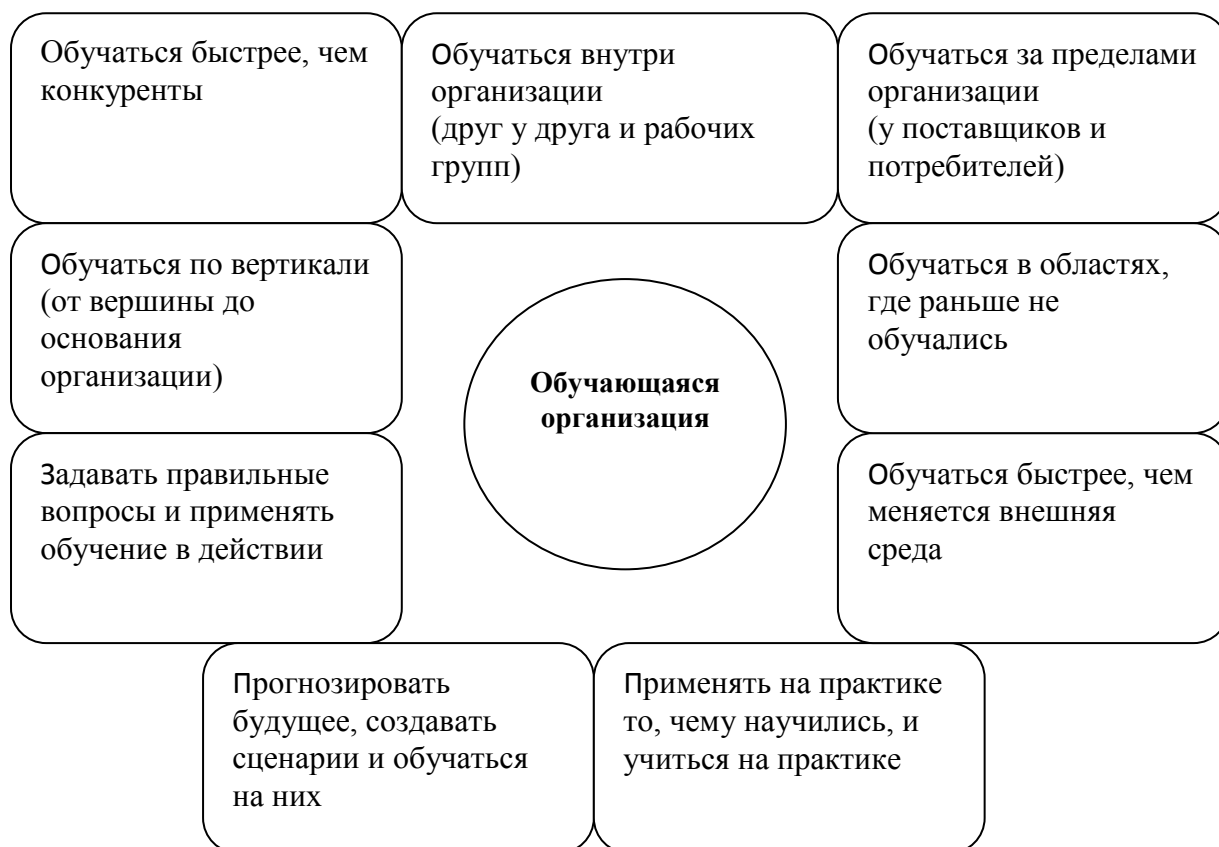 Обучаться быстрее, чем
конкуренты
Обучаться внутри
организации
(друг у друга и рабочих
групп)
Обучаться за пределами
организации
(у поставщиков и
потребителей)
Обучаться по вертикали
(от вершины до
основания
организации)
Обучающаяся
организация
Обучаться в областях,
где раньше не
обучались
Задавать правильные
вопросы и применять
обучение в действии
Обучаться быстрее, чем
меняется внешняя
среда
Прогнозировать
будущее, создавать
сценарии и обучаться
на них
Применять на практике
то, чему научились, и
учиться на практике